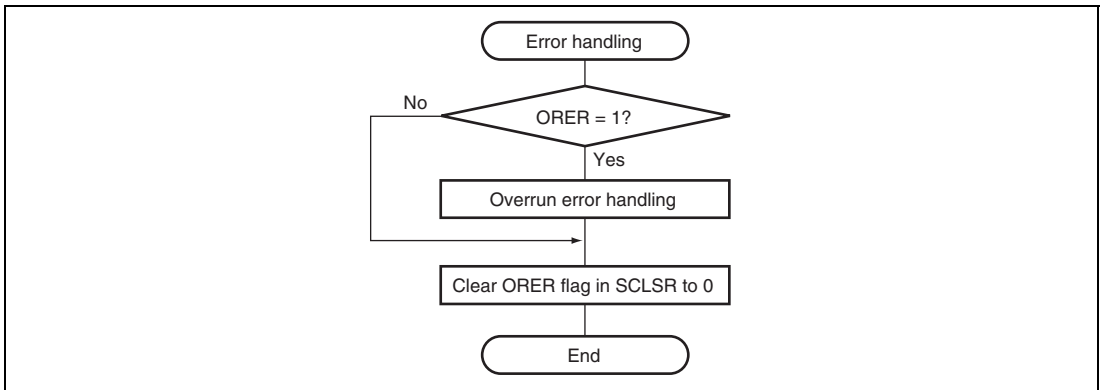 Error handling
No
ORER = 1?
Yes
Overrun error handling
Clear ORER flag in SCLSR to 0
End